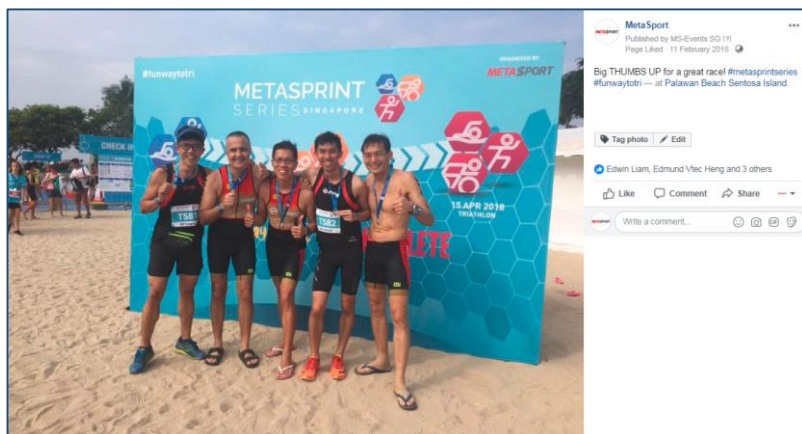 #funwaytotri
ORGANISED BY
METASPORT
METASPRINT
SERIES SINGAPORE
CHECK IN
T582
15 APR 2018
TRIATHLON
MetaSport
Published by MS-Events SG [?]
Page Liked · 11 February 2018 ·
Big THUMBS UP for a great race! #metasprintseries
#funwaytotri — at Palawan Beach Sentosa Island.
Tag photo
Edit
Edwin Liam, Edmund Vtec Heng and 3 others
Like
Comment
Share
Write a comment...
GIF